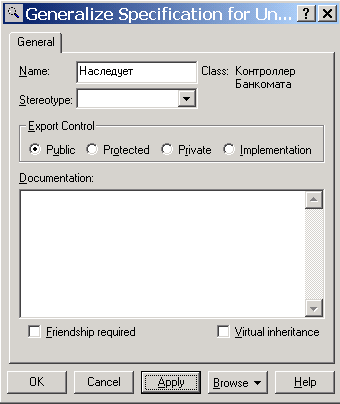 Generalize Specification for Un...
General
Name: Наследует Class: Контроллер
Банкомата
Stereotype:
Export Control
Public Protected Private Implementation
Documentation:
Friendship required Virtual inheritance
OK Cancel Apply Browse Help